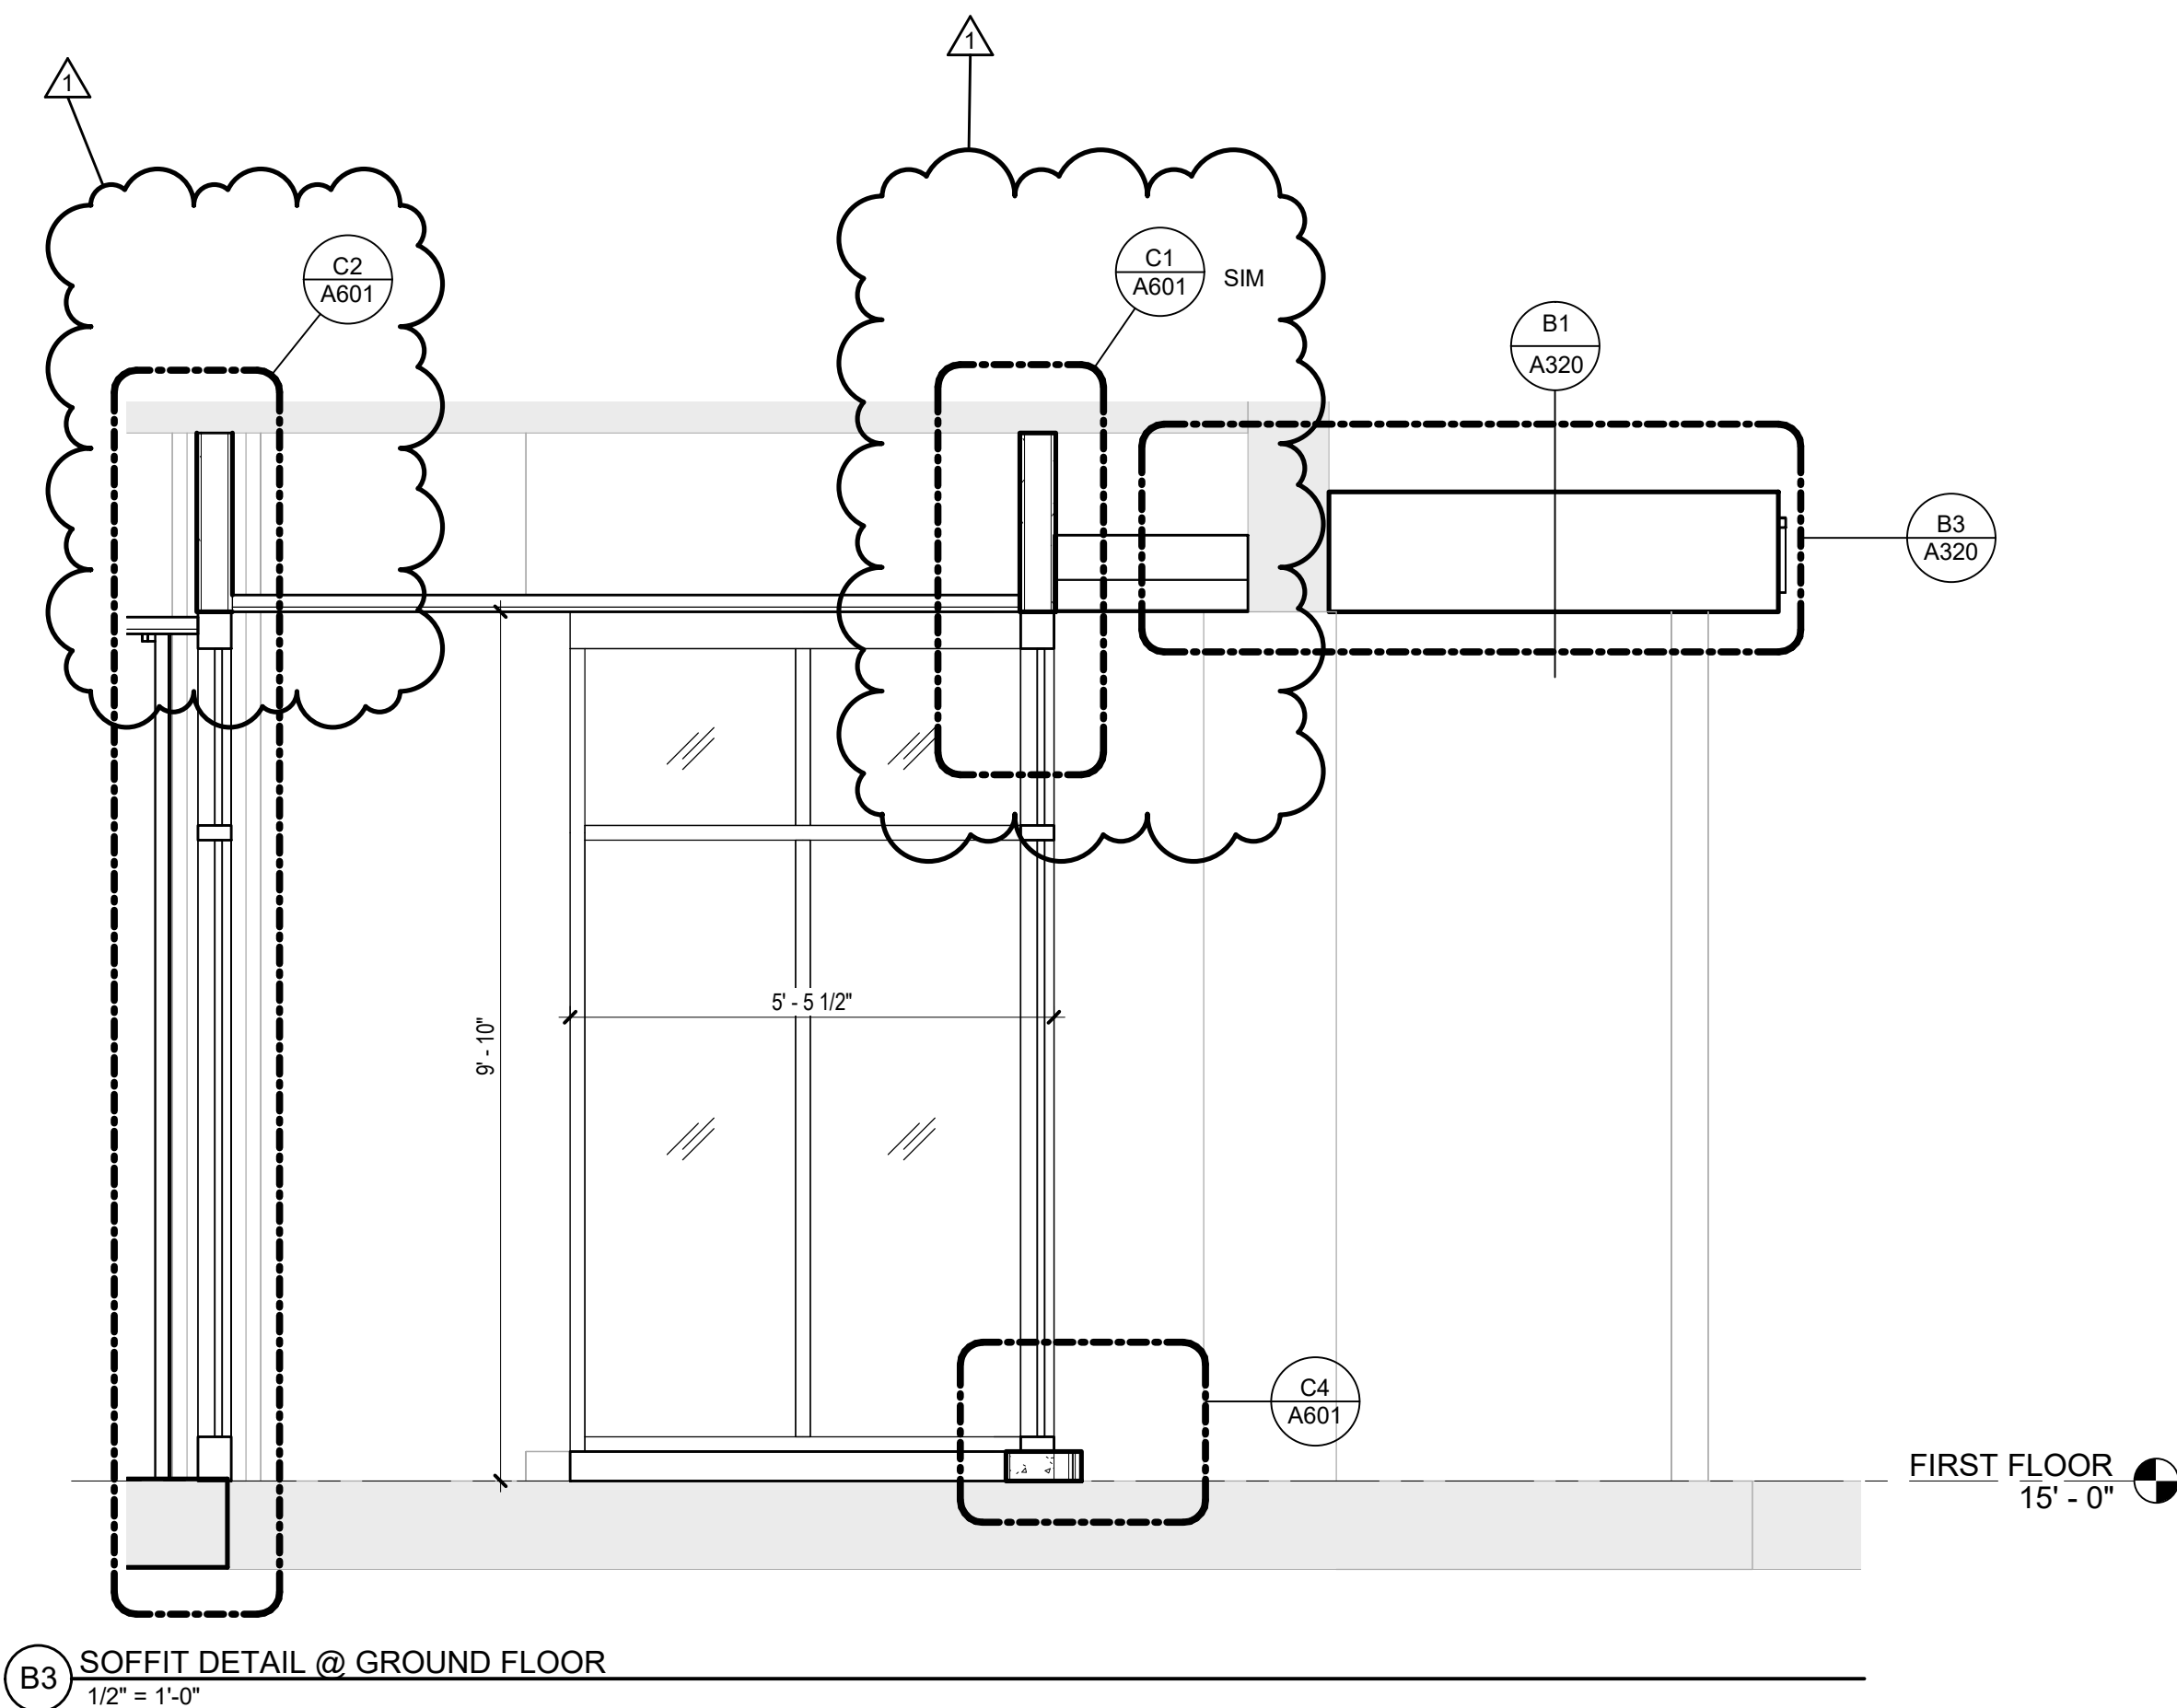 1
1
C2
A601
C1
A601
SIM
B1
A320
B3
A320
5' - 5 1/2"
9' - 10"
C4
A601
FIRST FLOOR
15' - 0"
B3
SOFFIT DETAIL @ GROUND FLOOR
1/2" = 1'-0"